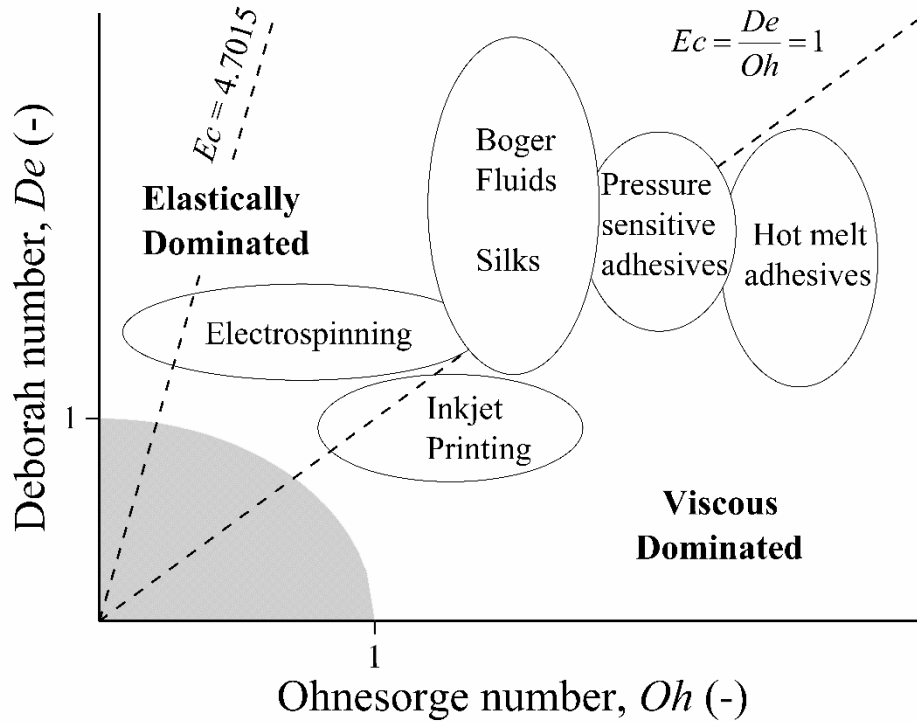 Ec = 4.7015
Ec = De/Oh = 1
Boger
Fluids
Silks
Pressure
sensitive
adhesives
Hot melt
adhesives
Elastically
Dominated
Electrospinning
Inkjet
Printing
Viscous
Dominated
Deborah number, De (-)
1
1
Ohnesorge number, Oh (-)